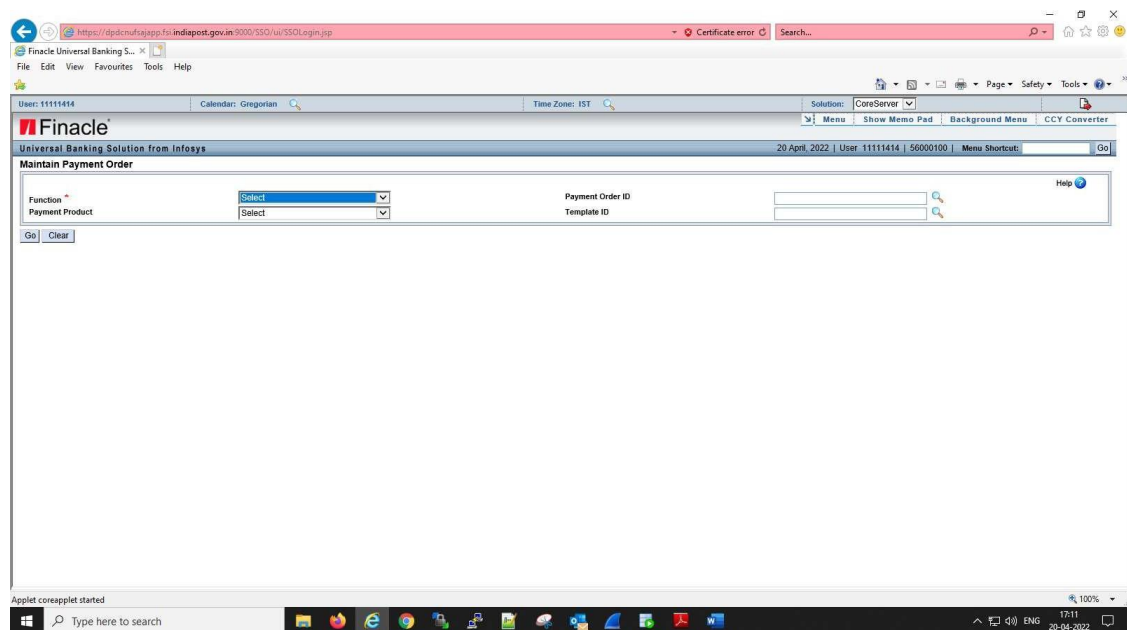 https://dpdcnufsajapp.fsi.indiapost.gov.in:9000/SSO/ui/SSOLogin.jsp Certificate error Search...
Finacle Universal Banking S...
File Edit View Favourites Tools Help
Page Safety Tools
User: 11111414 Calendar: Gregorian Time Zone: IST Solution: CoreServer
Finacle Menu Show Memo Pad Background Menu CCY Converter
Universal Banking Solution from Infosys 20 April, 2022 | User 11111414 | 56000100 | Menu Shortcut: Go
Maintain Payment Order
Help
Function * Select Payment Order ID
Payment Product Select Template ID
Go Clear
Applet coreapplet started 100%
Type here to search ENG 17:11
20-04-2022